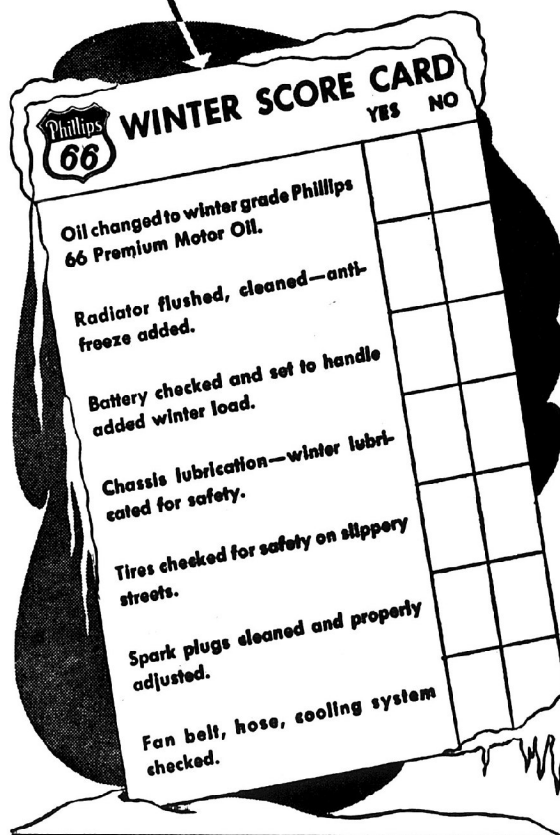 Phillips
66
WINTER SCORE CARD
YES NO
Oil changed to winter grade Phillips
66 Premium Motor Oil.
Radiator flushed, cleaned—anti-
freeze added.
Battery checked and set to handle
added winter load.
Chassis lubrication—winter lubri-
cated for safety.
Tires checked for safety on slippery
streets.
Spark plugs cleaned and properly
adjusted.
Fan belt, hose, cooling system
checked.